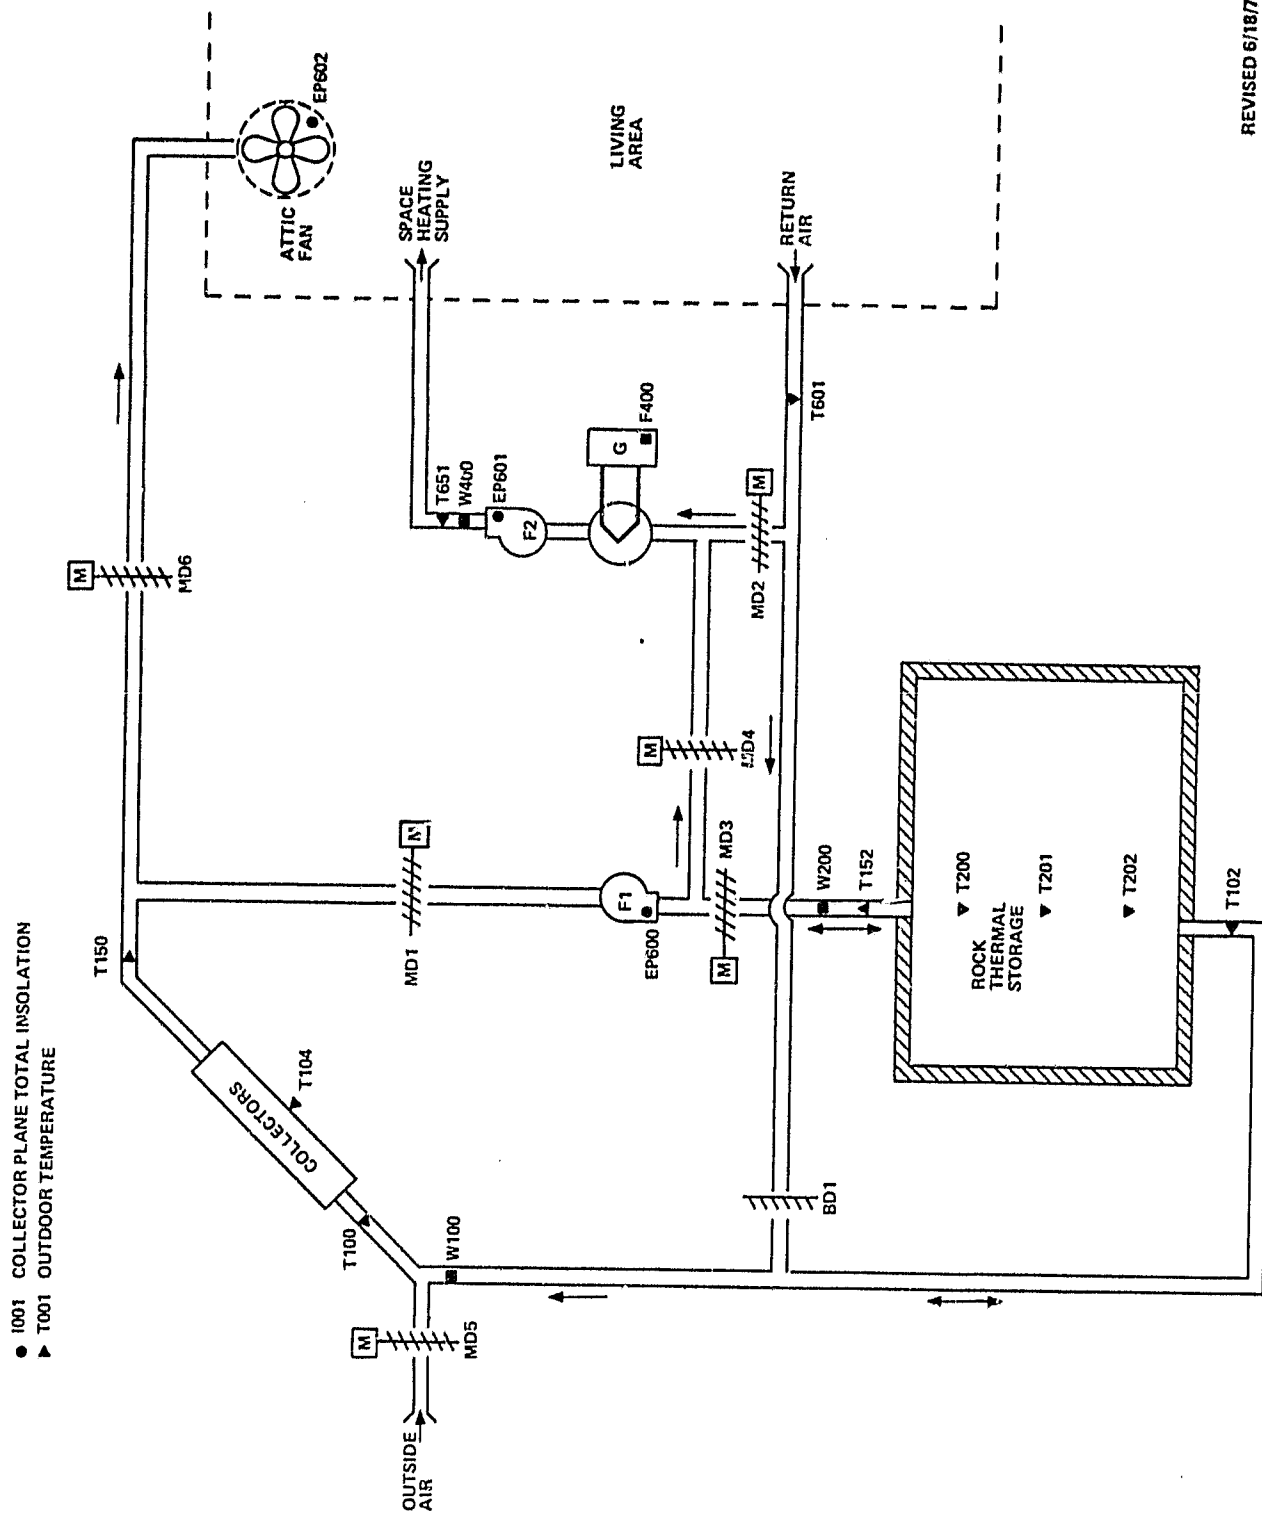 ● I001 COLLECTOR PLANE TOTAL INSOLATION
▶ T001 OUTDOOR TEMPERATURE
OUTSIDE
AIR
M
MD5
T100
W100
COLLECTORS
T104
T150
BD1
MD1
M
M
MD6
F1
EP600
M
MD3
M
MD4
W200
T152
ROCK
THERMAL
STORAGE
T200
T201
T202
T102
MD2
M
F2
EP601
W400
T651
G
F400
T601
SPACE
HEATING
SUPPLY
RETURN
AIR
ATTIC
FAN
EP602
LIVING
AREA
REVISED 6/18/7